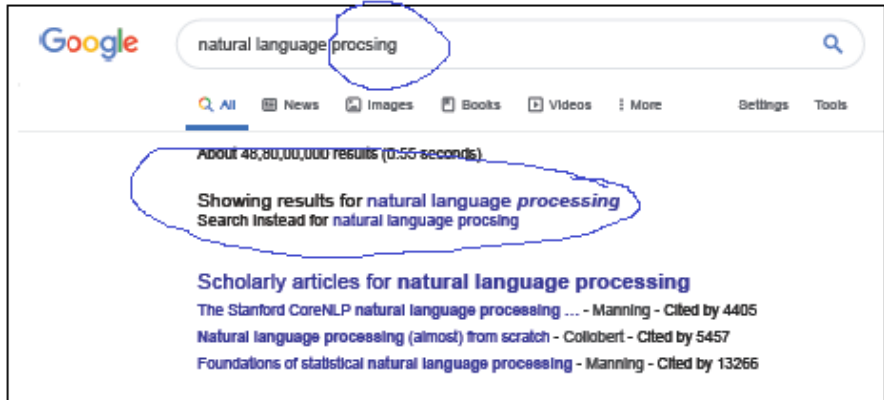 Google natural language procsing
All News Images Books Videos More Settings Tools
About 48,80,00,000 results (0:55 seconds)
Showing results for natural language processing
Search instead for natural language procsing
Scholarly articles for natural language processing
The Stanford CoreNLP natural language processing ... - Manning - Cited by 4405
Natural language processing (almost) from scratch - Collobert - Cited by 5457
Foundations of statistical natural language processing - Manning - Cited by 13266